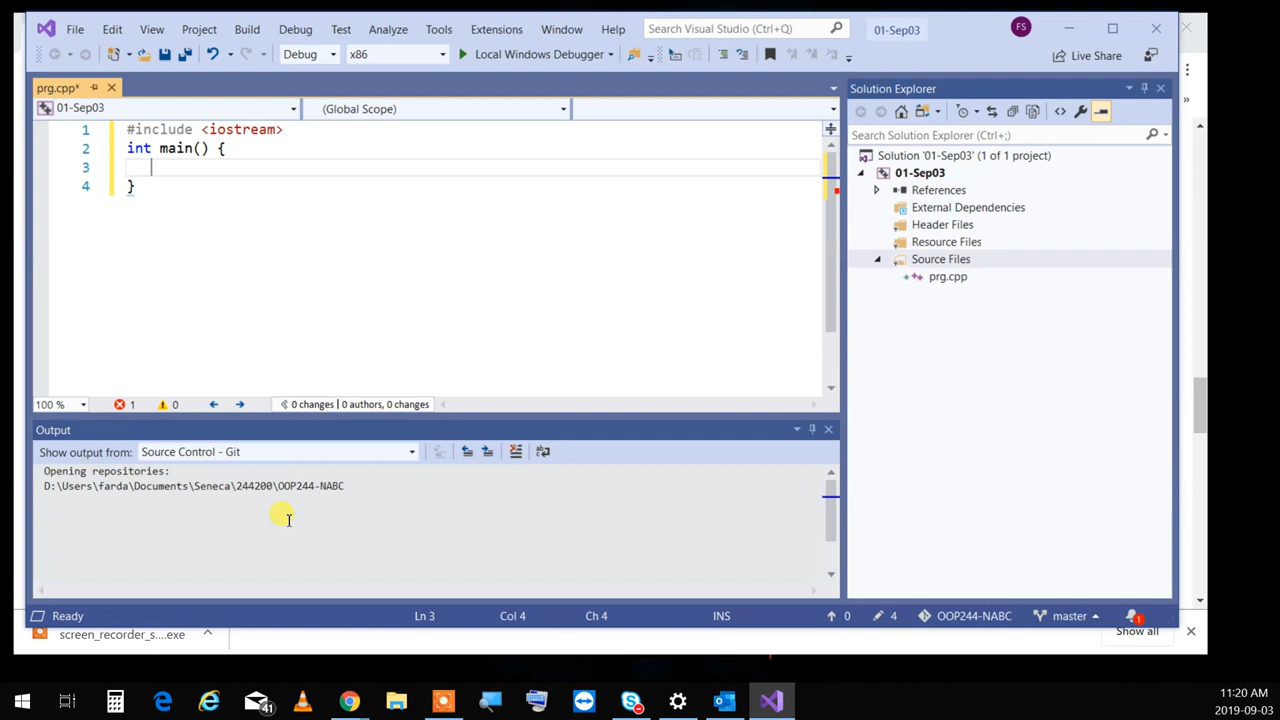 File Edit View Project Build Debug Test Analyze Tools Extensions Window Help Search Visual Studio (Ctrl+Q) 01-Sep03 FS
Debug x86 Local Windows Debugger Live Share
prg.cpp*
01-Sep03 (Global Scope)
1 #include <iostream>
2 int main() {
3
4 }
100 % 1 0 0 changes | 0 authors, 0 changes
Output
Show output from: Source Control - Git
Opening repositories:
D:\Users\farda\Documents\Seneca\244200\OOP244-NABC
Solution Explorer
Search Solution Explorer (Ctrl+;)
Solution '01-Sep03' (1 of 1 project)
01-Sep03
References
External Dependencies
Header Files
Resource Files
Source Files
prg.cpp
Ready Ln 3 Col 4 Ch 4 INS 0 4 OOP244-NABC master 1
screen_recorder_s....exe Show all
41
11:20 AM
2019-09-03